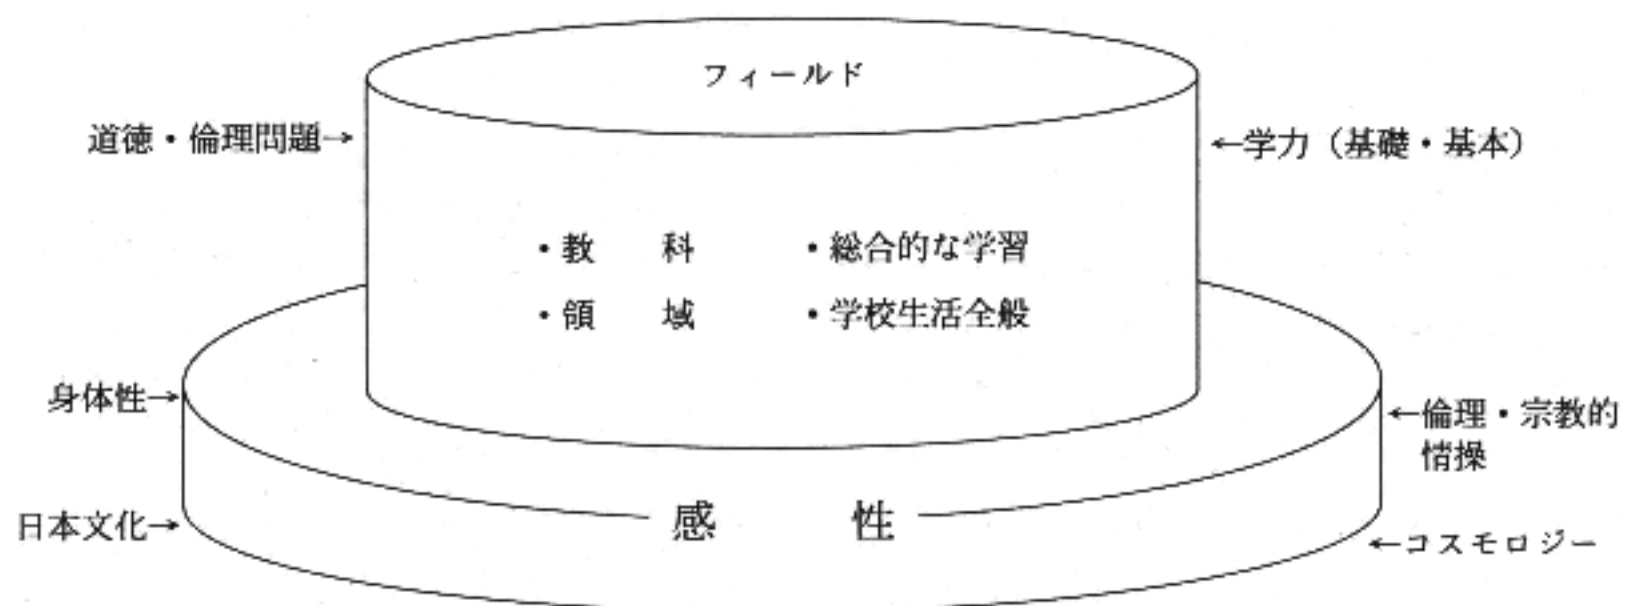 フィールド
道徳・倫理問題→
←学力（基礎・基本）
・教　科　・総合的な学習
・領　域　・学校生活全般
身体性→
←倫理・宗教的
情操
感　性
日本文化→
←コスモロジー